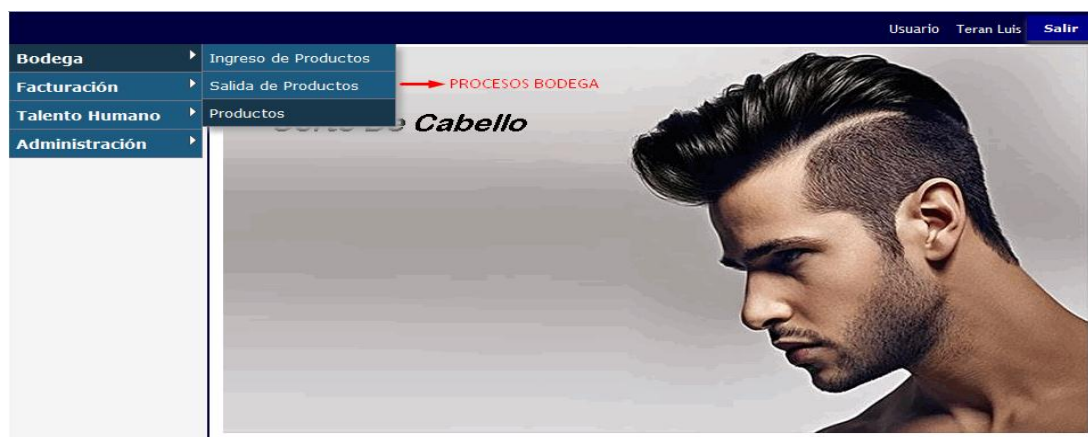 Usuario Teran Luis Salir
Bodega
Facturación
Talento Humano
Administración
Ingreso de Productos
Salida de Productos
Productos
PROCESOS BODEGA
De Cabello